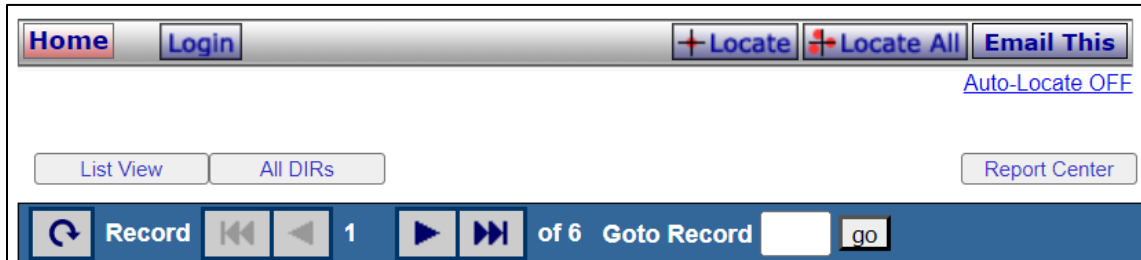 Home Login Locate Locate All Email This
Auto-Locate OFF
List View All DIRs Report Center
Record 1 of 6 Goto Record go